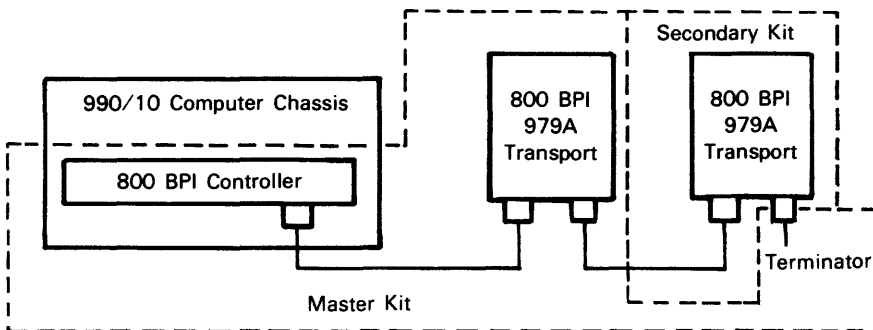 Secondary Kit
990/10 Computer Chassis
800 BPI
979A
Transport
800 BPI
979A
Transport
800 BPI Controller
Terminator
Master Kit